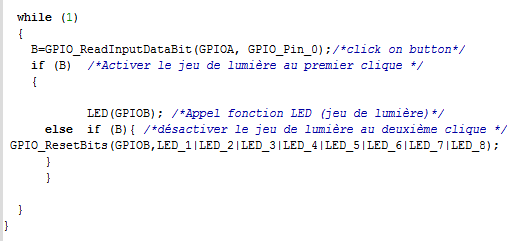 while (1)
{
B=GPIO_ReadInputDataBit(GPIOA, GPIO_Pin_0);/*click on button*/
if (B) /*Activer le jeu de lumière au premier clique */
{
LED(GPIOB); /*Appel fonction LED (jeu de lumière)*/
else if (B){ /*désactiver le jeu de lumière au deuxième clique */
GPIO_ResetBits(GPIOB,LED_1|LED_2|LED_3|LED_4|LED_5|LED_6|LED_7|LED_8);
}
}
}
}